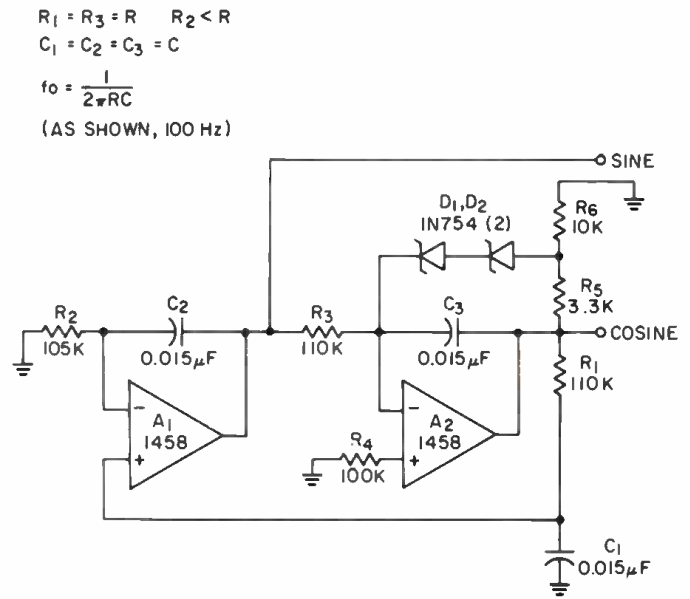 R₁ = R₃ = R R₂ < R
C₁ = C₂ = C₃ = C
fo = 1/2πRC
(AS SHOWN, 100 Hz)
SINE
D₁,D₂
1N754 (2)
R₆
10K
R₅
3.3K
R₂
105K
C₂
0.015μF
R₃
110K
C₃
0.015μF
COSINE
R₁
110K
−
A₁
1458
+
−
A₂
1458
+
R₄
100K
C₁
0.015μF